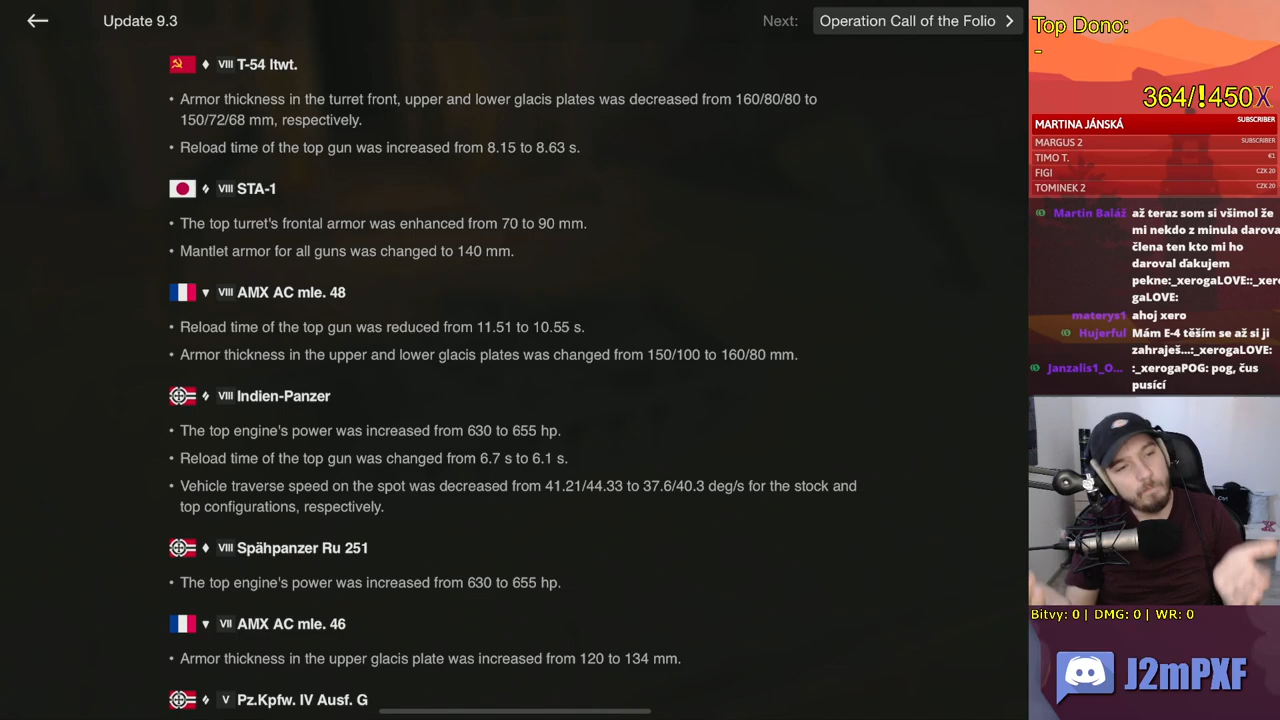 Update 9.3
Next:
Operation Call of the Folio
VIII T-54 ltwt.
• Armor thickness in the turret front, upper and lower glacis plates was decreased from 160/80/80 to
150/72/68 mm, respectively.
• Reload time of the top gun was increased from 8.15 to 8.63 s.
VIII STA-1
• The top turret's frontal armor was enhanced from 70 to 90 mm.
• Mantlet armor for all guns was changed to 140 mm.
VIII AMX AC mle. 48
• Reload time of the top gun was reduced from 11.51 to 10.55 s.
• Armor thickness in the upper and lower glacis plates was changed from 150/100 to 160/80 mm.
VIII Indien-Panzer
• The top engine's power was increased from 630 to 655 hp.
• Reload time of the top gun was changed from 6.7 s to 6.1 s.
• Vehicle traverse speed on the spot was decreased from 41.21/44.33 to 37.6/40.3 deg/s for the stock and
top configurations, respectively.
VIII Spähpanzer Ru 251
• The top engine's power was increased from 630 to 655 hp.
VII AMX AC mle. 46
• Armor thickness in the upper glacis plate was increased from 120 to 134 mm.
V Pz.Kpfw. IV Ausf. G
Top Dono:
-
364/!450X
MARTINA JÁNSKÁ SUBSCRIBER
MARGUS 2 SUBSCRIBER
TIMO T. €1
FIGI CZK 20
TOMINEK 2 CZK 20
Martin Baláž až teraz som si všimol že
mi nekdo z minula darova
člena ten kto mi ho
daroval ďakujem
pekne:_xerogaLOVE::_xero
gaLOVE:
materys1 ahoj xero
Hujerful Mám E-4 těším se až si ji
zahraješ...:_xerogaLOVE:
Janzalis1_O... :_xerogaPOG: pog, čus
pusící
Bitvy: 0 | DMG: 0 | WR: 0
J2mPXF